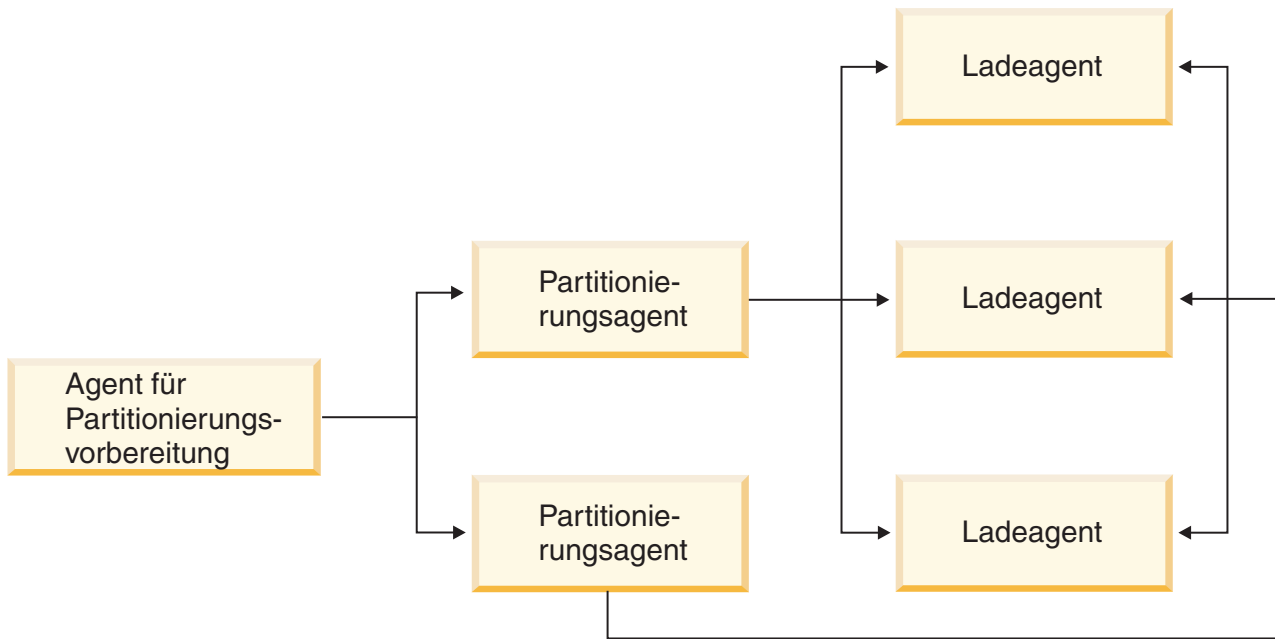 Ladeagent
Partitionie-
rungsagent
Ladeagent
Agent für
Partitionierungs-
vorbereitung
Partitionie-
rungsagent
Ladeagent